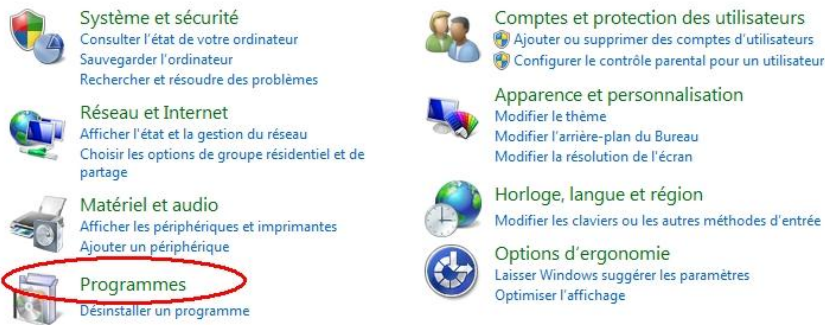 Système et sécurité
Consulter l'état de votre ordinateur
Sauvegarder l'ordinateur
Rechercher et résoudre des problèmes
Réseau et Internet
Afficher l'état et la gestion du réseau
Choisir les options de groupe résidentiel et de
partage
Matériel et audio
Afficher les périphériques et imprimantes
Ajouter un périphérique
Programmes
Désinstaller un programme
Comptes et protection des utilisateurs
Ajouter ou supprimer des comptes d'utilisateurs
Configurer le contrôle parental pour un utilisateur
Apparence et personnalisation
Modifier le thème
Modifier l'arrière-plan du Bureau
Modifier la résolution de l'écran
Horloge, langue et région
Modifier les claviers ou les autres méthodes d'entrée
Options d'ergonomie
Laisser Windows suggérer les paramètres
Optimiser l'affichage